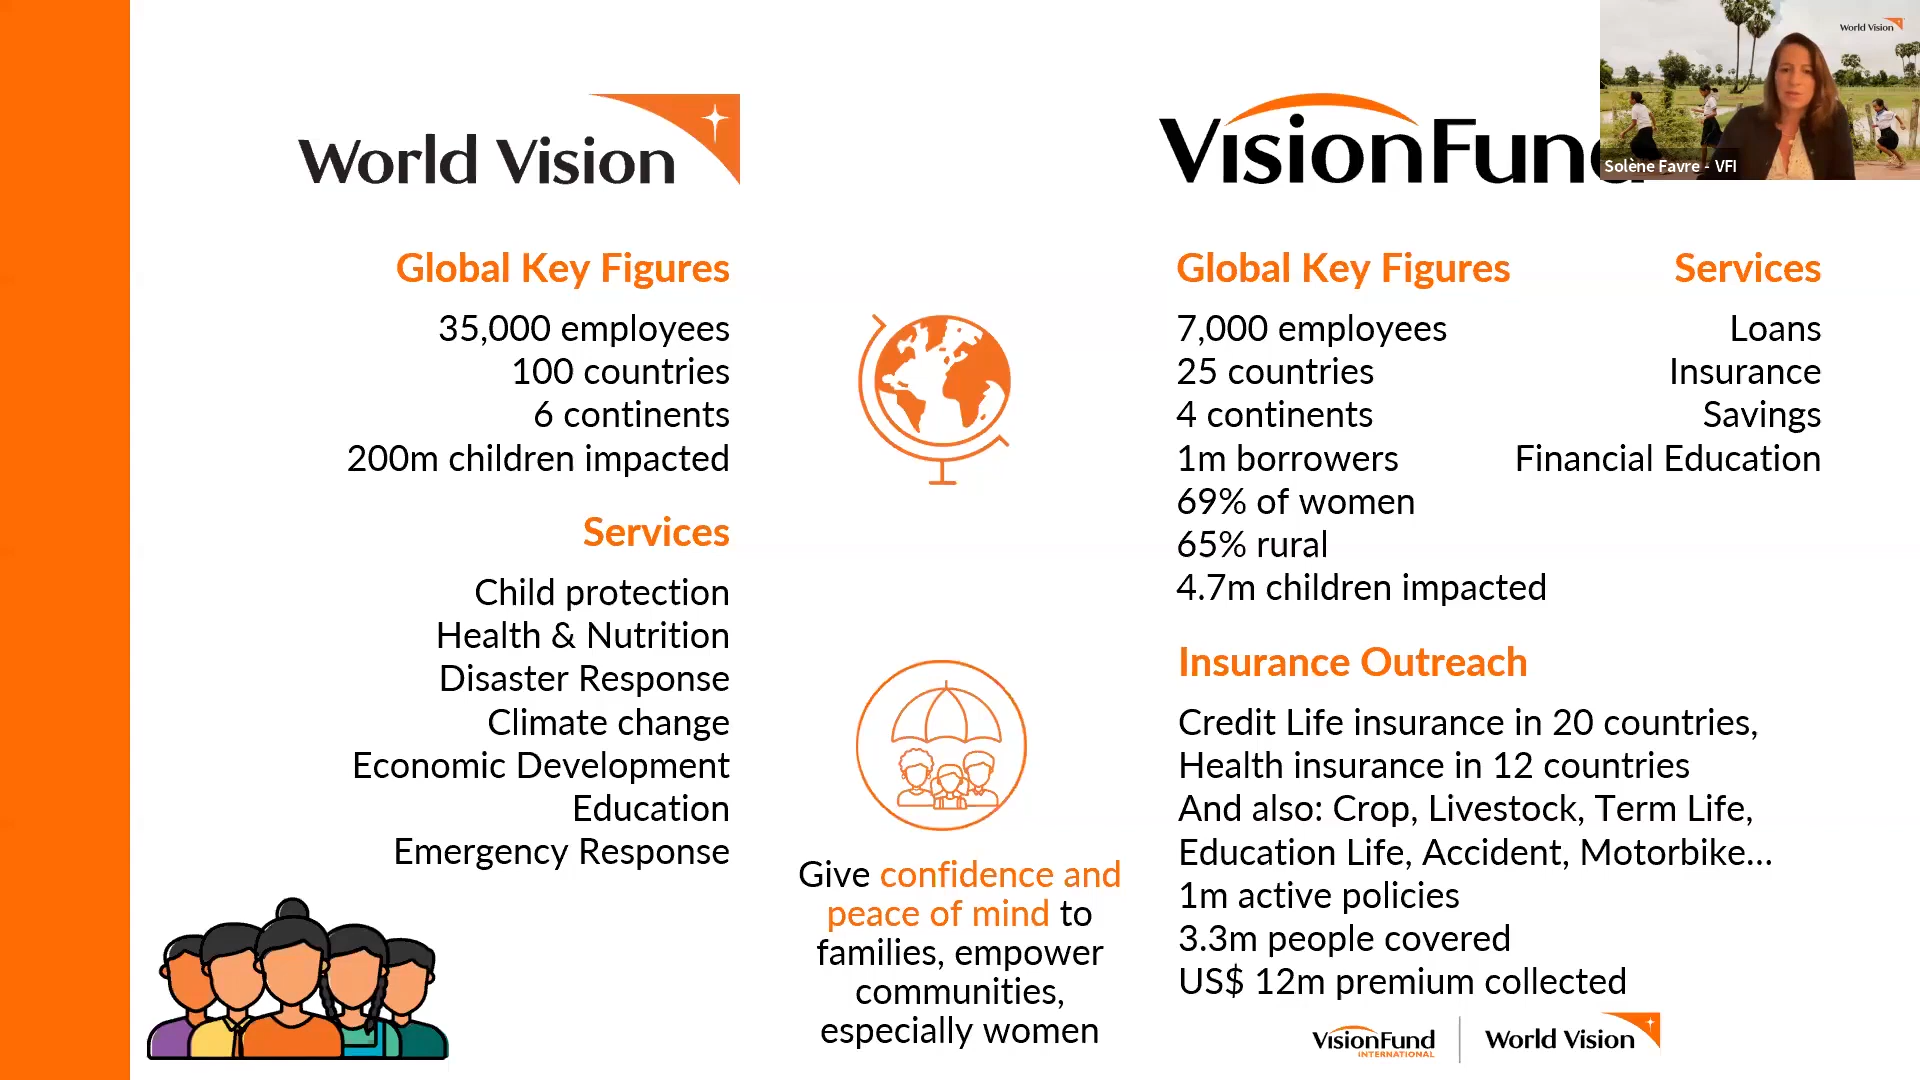 World Vision
Global Key Figures
35,000 employees
100 countries
6 continents
200m children impacted
Services
Child protection
Health & Nutrition
Disaster Response
Climate change
Economic Development
Education
Emergency Response
Give confidence and
peace of mind to
families, empower
communities,
especially women
VisionFund
Global Key Figures
7,000 employees
25 countries
4 continents
1m borrowers
69% of women
65% rural
4.7m children impacted
Services
Loans
Insurance
Savings
Financial Education
Insurance Outreach
Credit Life insurance in 20 countries,
Health insurance in 12 countries
And also: Crop, Livestock, Term Life,
Education Life, Accident, Motorbike...
1m active policies
3.3m people covered
US$ 12m premium collected
VisionFund
INTERNATIONAL
World Vision
World Vision
Solène Favre - VFI